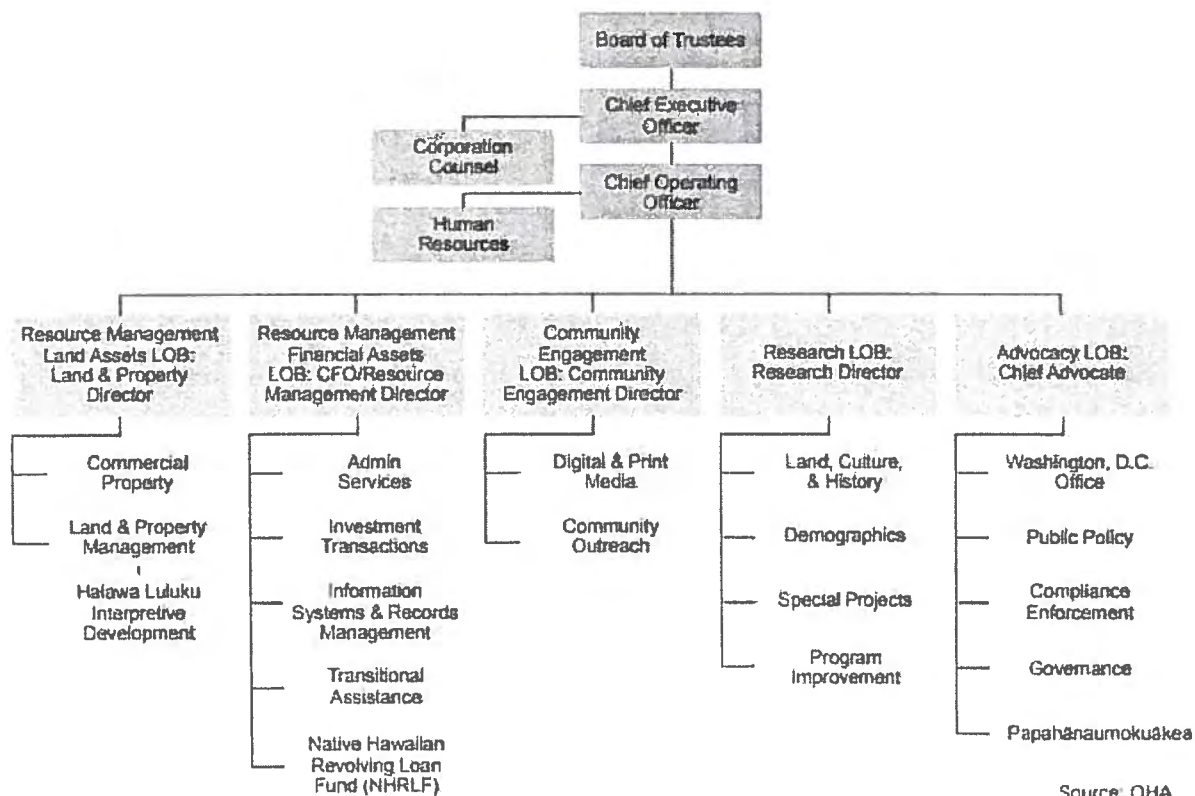 Board of Trustees
Chief Executive
Officer
Corporation
Counsel
Chief Operating
Officer
Human
Resources
Resource Management
Land Assets LOB:
Land & Property
Director
Resource Management
Financial Assets
LOB: CFO/Resource
Management Director
Community
Engagement
LOB: Community
Engagement Director
Research LOB:
Research Director
Advocacy LOB:
Chief Advocate
Commercial
Property
Land & Property
Management
Halawa Luluku
Interpretive
Development
Admin
Services
Investment
Transactions
Information
Systems & Records
Management
Transitional
Assistance
Native Hawaiian
Revolving Loan
Fund (NHRLF)
Digital & Print
Media
Community
Outreach
Land, Culture,
& History
Demographics
Special Projects
Program
Improvement
Washington, D.C.
Office
Public Policy
Compliance
Enforcement
Governance
Papahānaumokuākea
Source: OHA